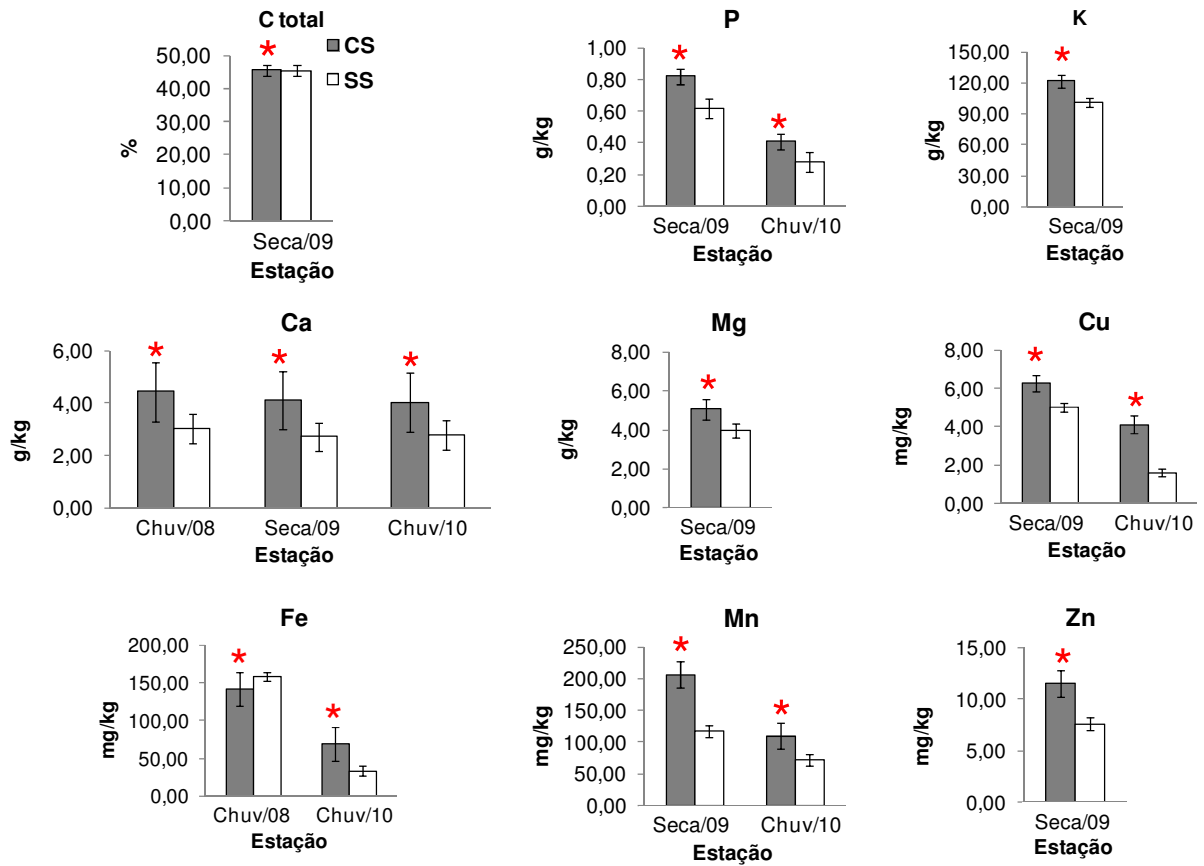 C total
CS
SS
50,00
40,00
30,00
20,00
10,00
0,00
%
*
Seca/09
Estação
P
1,00
0,80
0,60
0,40
0,20
0,00
g/kg
*
*
Seca/09 Chuv/10
Estação
K
150,00
120,00
90,00
60,00
30,00
0,00
g/kg
*
Seca/09
Estação
Ca
6,00
4,00
2,00
0,00
g/kg
*
*
*
Chuv/08 Seca/09 Chuv/10
Estação
Mg
8,00
6,00
4,00
2,00
0,00
g/kg
*
Seca/09
Estação
Cu
8,00
6,00
4,00
2,00
0,00
mg/kg
*
*
Seca/09 Chuv/10
Estação
Fe
200,00
150,00
100,00
50,00
0,00
mg/kg
*
*
Chuv/08 Chuv/10
Estação
Mn
250,00
200,00
150,00
100,00
50,00
0,00
mg/kg
*
*
Seca/09 Chuv/10
Estação
Zn
15,00
10,00
5,00
0,00
mg/kg
*
Seca/09
Estação